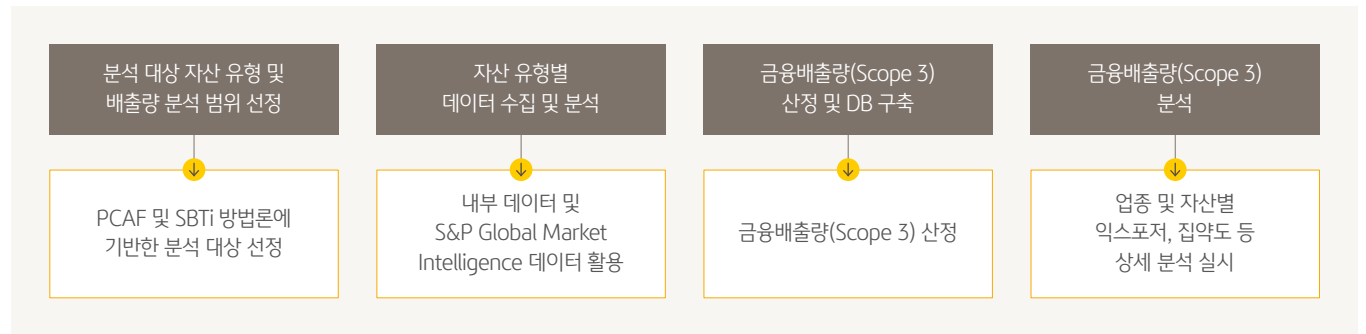 분석 대상 자산 유형 및
배출량 분석 범위 선정
PCAF 및 SBTi 방법론에
기반한 분석 대상 선정
자산 유형별
데이터 수집 및 분석
내부 데이터 및
S&P Global Market
Intelligence 데이터 활용
금융배출량(Scope 3)
산정 및 DB 구축
금융배출량(Scope 3) 산정
금융배출량(Scope 3)
분석
업종 및 자산별
익스포저, 집약도 등
상세 분석 실시